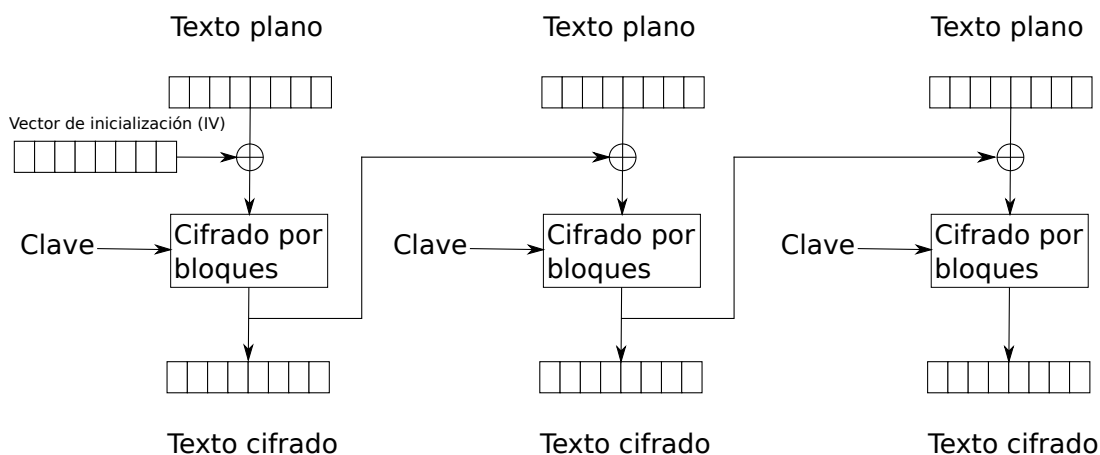 Texto plano
Texto plano
Texto plano
Vector de inicialización (IV)
Clave
Cifrado por
bloques
Clave
Cifrado por
bloques
Clave
Cifrado por
bloques
Texto cifrado
Texto cifrado
Texto cifrado